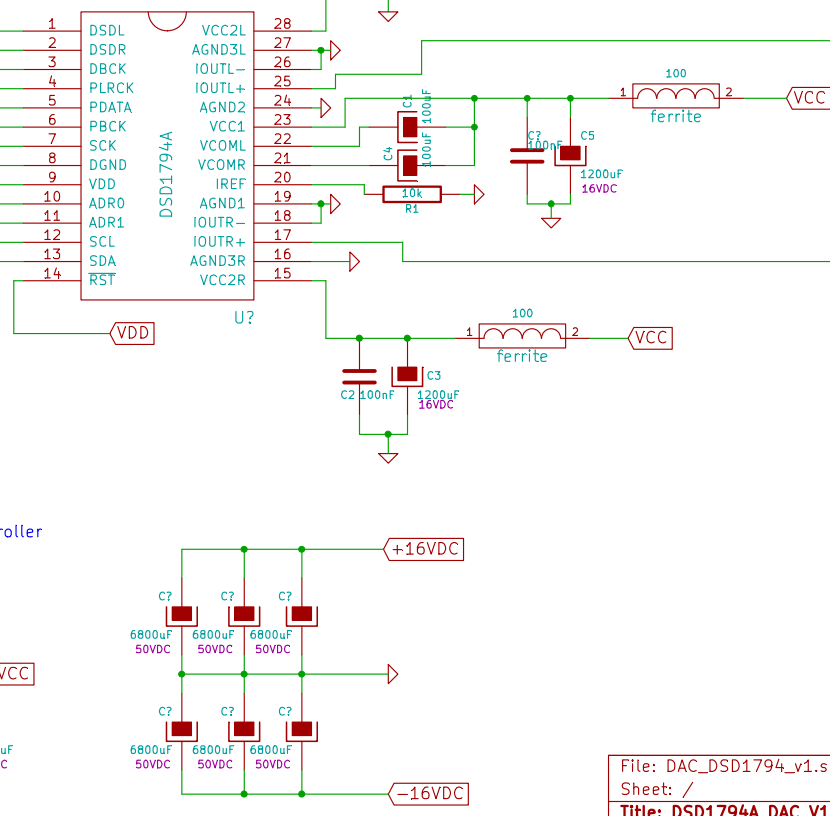 1 DSDL VCC2L 28
2 DSDR AGND3L 27
3 DBCK IOUTL- 26
4 PLRCK IOUTL+ 25
5 PDATA AGND2 24
6 PBCK VCC1 23
7 SCK VCOML 22
8 DGND VCOMR 21
9 VDD IREF 20
10 ADR0 AGND1 19
11 ADR1 IOUTR- 18
12 SCL IOUTR+ 17
13 SDA AGND3R 16
14 RST VCC2R 15
DSD1794A
U?
VDD
C1
100uF
C4
100uF
10k
R1
C?
100nF
C5
1200uF
16VDC
100
1 2
ferrite
VCC
100
1 2
ferrite
VCC
C2 100nF
C3
1200uF
16VDC
roller
+16VDC
C? C? C?
6800uF 6800uF 6800uF
50VDC 50VDC 50VDC
VCC
C? C? C?
6800uF 6800uF 6800uF
50VDC 50VDC 50VDC
uF
C
-16VDC
File: DAC_DSD1794_v1.s
Sheet: /
Title: DSD1794A DAC V1